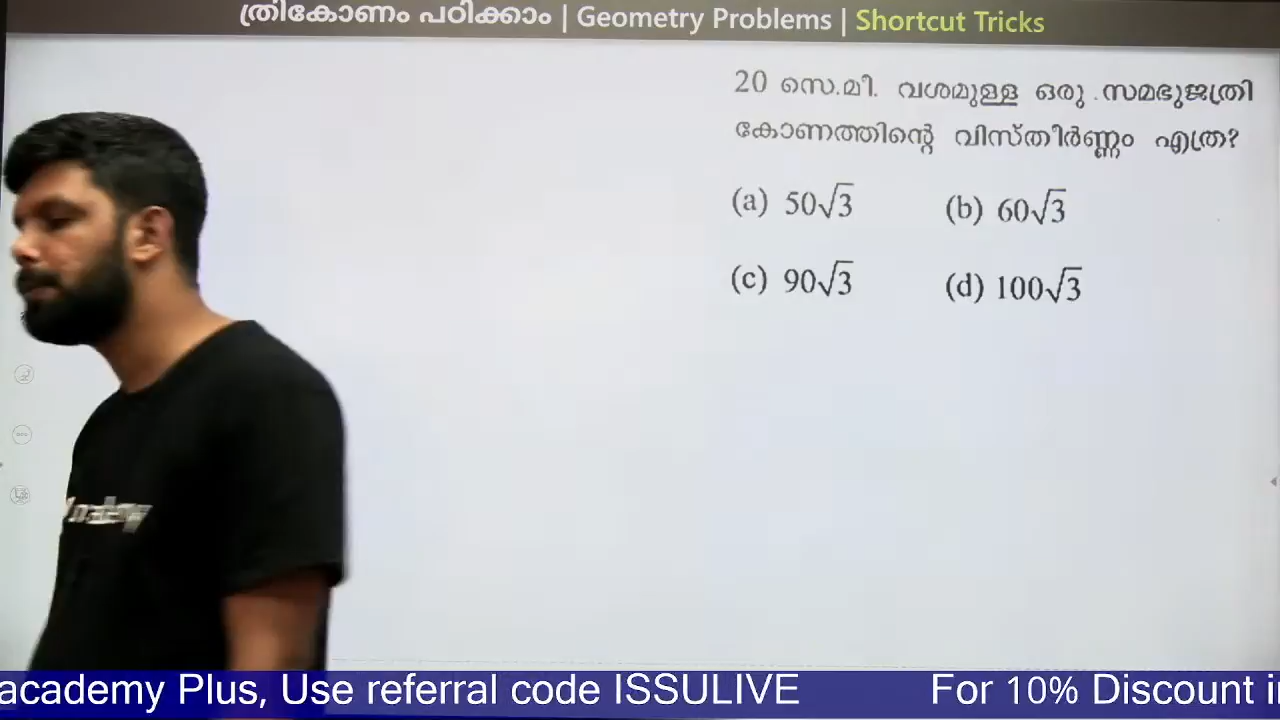 ത്രികോണം പഠിക്കാം | Geometry Problems | Shortcut Tricks
20 സെ.മീ. വശമുള്ള ഒരു സമഭുജത്രി
കോണത്തിന്റെ വിസ്തീർണ്ണം എത്ര?
(a) 50√3 (b) 60√3
(c) 90√3 (d) 100√3
academy Plus, Use referral code ISSULIVE For 10% Discount i